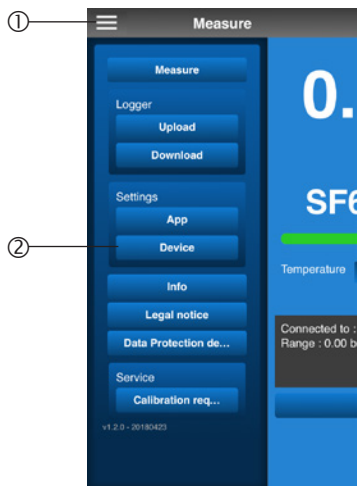 ①
Measure
Measure
Logger
Upload
Download
Settings
App
② Device
Info
Legal notice
Data Protection de...
Service
Calibration req...
v1.2.0 - 20180423
0.
SF6
Temperature
Connected to :
Range : 0.00 b